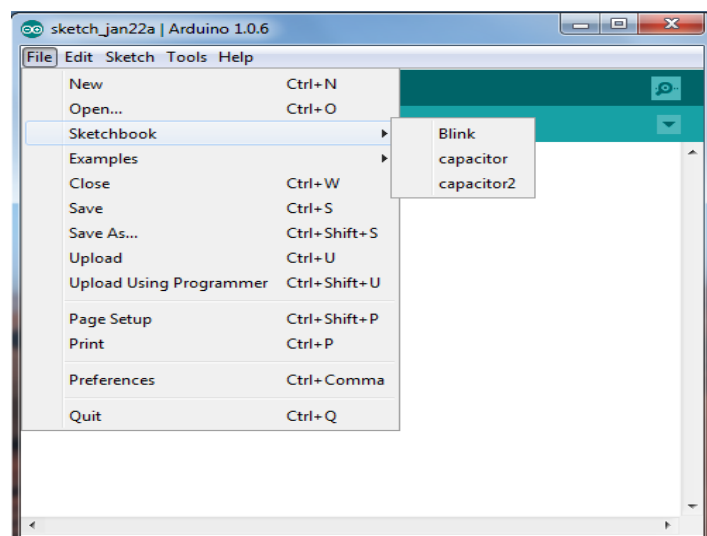 sketch_jan22a | Arduino 1.0.6
File Edit Sketch Tools Help
New Ctrl+N
Open... Ctrl+O
Sketchbook
Blink
capacitor
capacitor2
Examples
Close Ctrl+W
Save Ctrl+S
Save As... Ctrl+Shift+S
Upload Ctrl+U
Upload Using Programmer Ctrl+Shift+U
Page Setup Ctrl+Shift+P
Print Ctrl+P
Preferences Ctrl+Comma
Quit Ctrl+Q